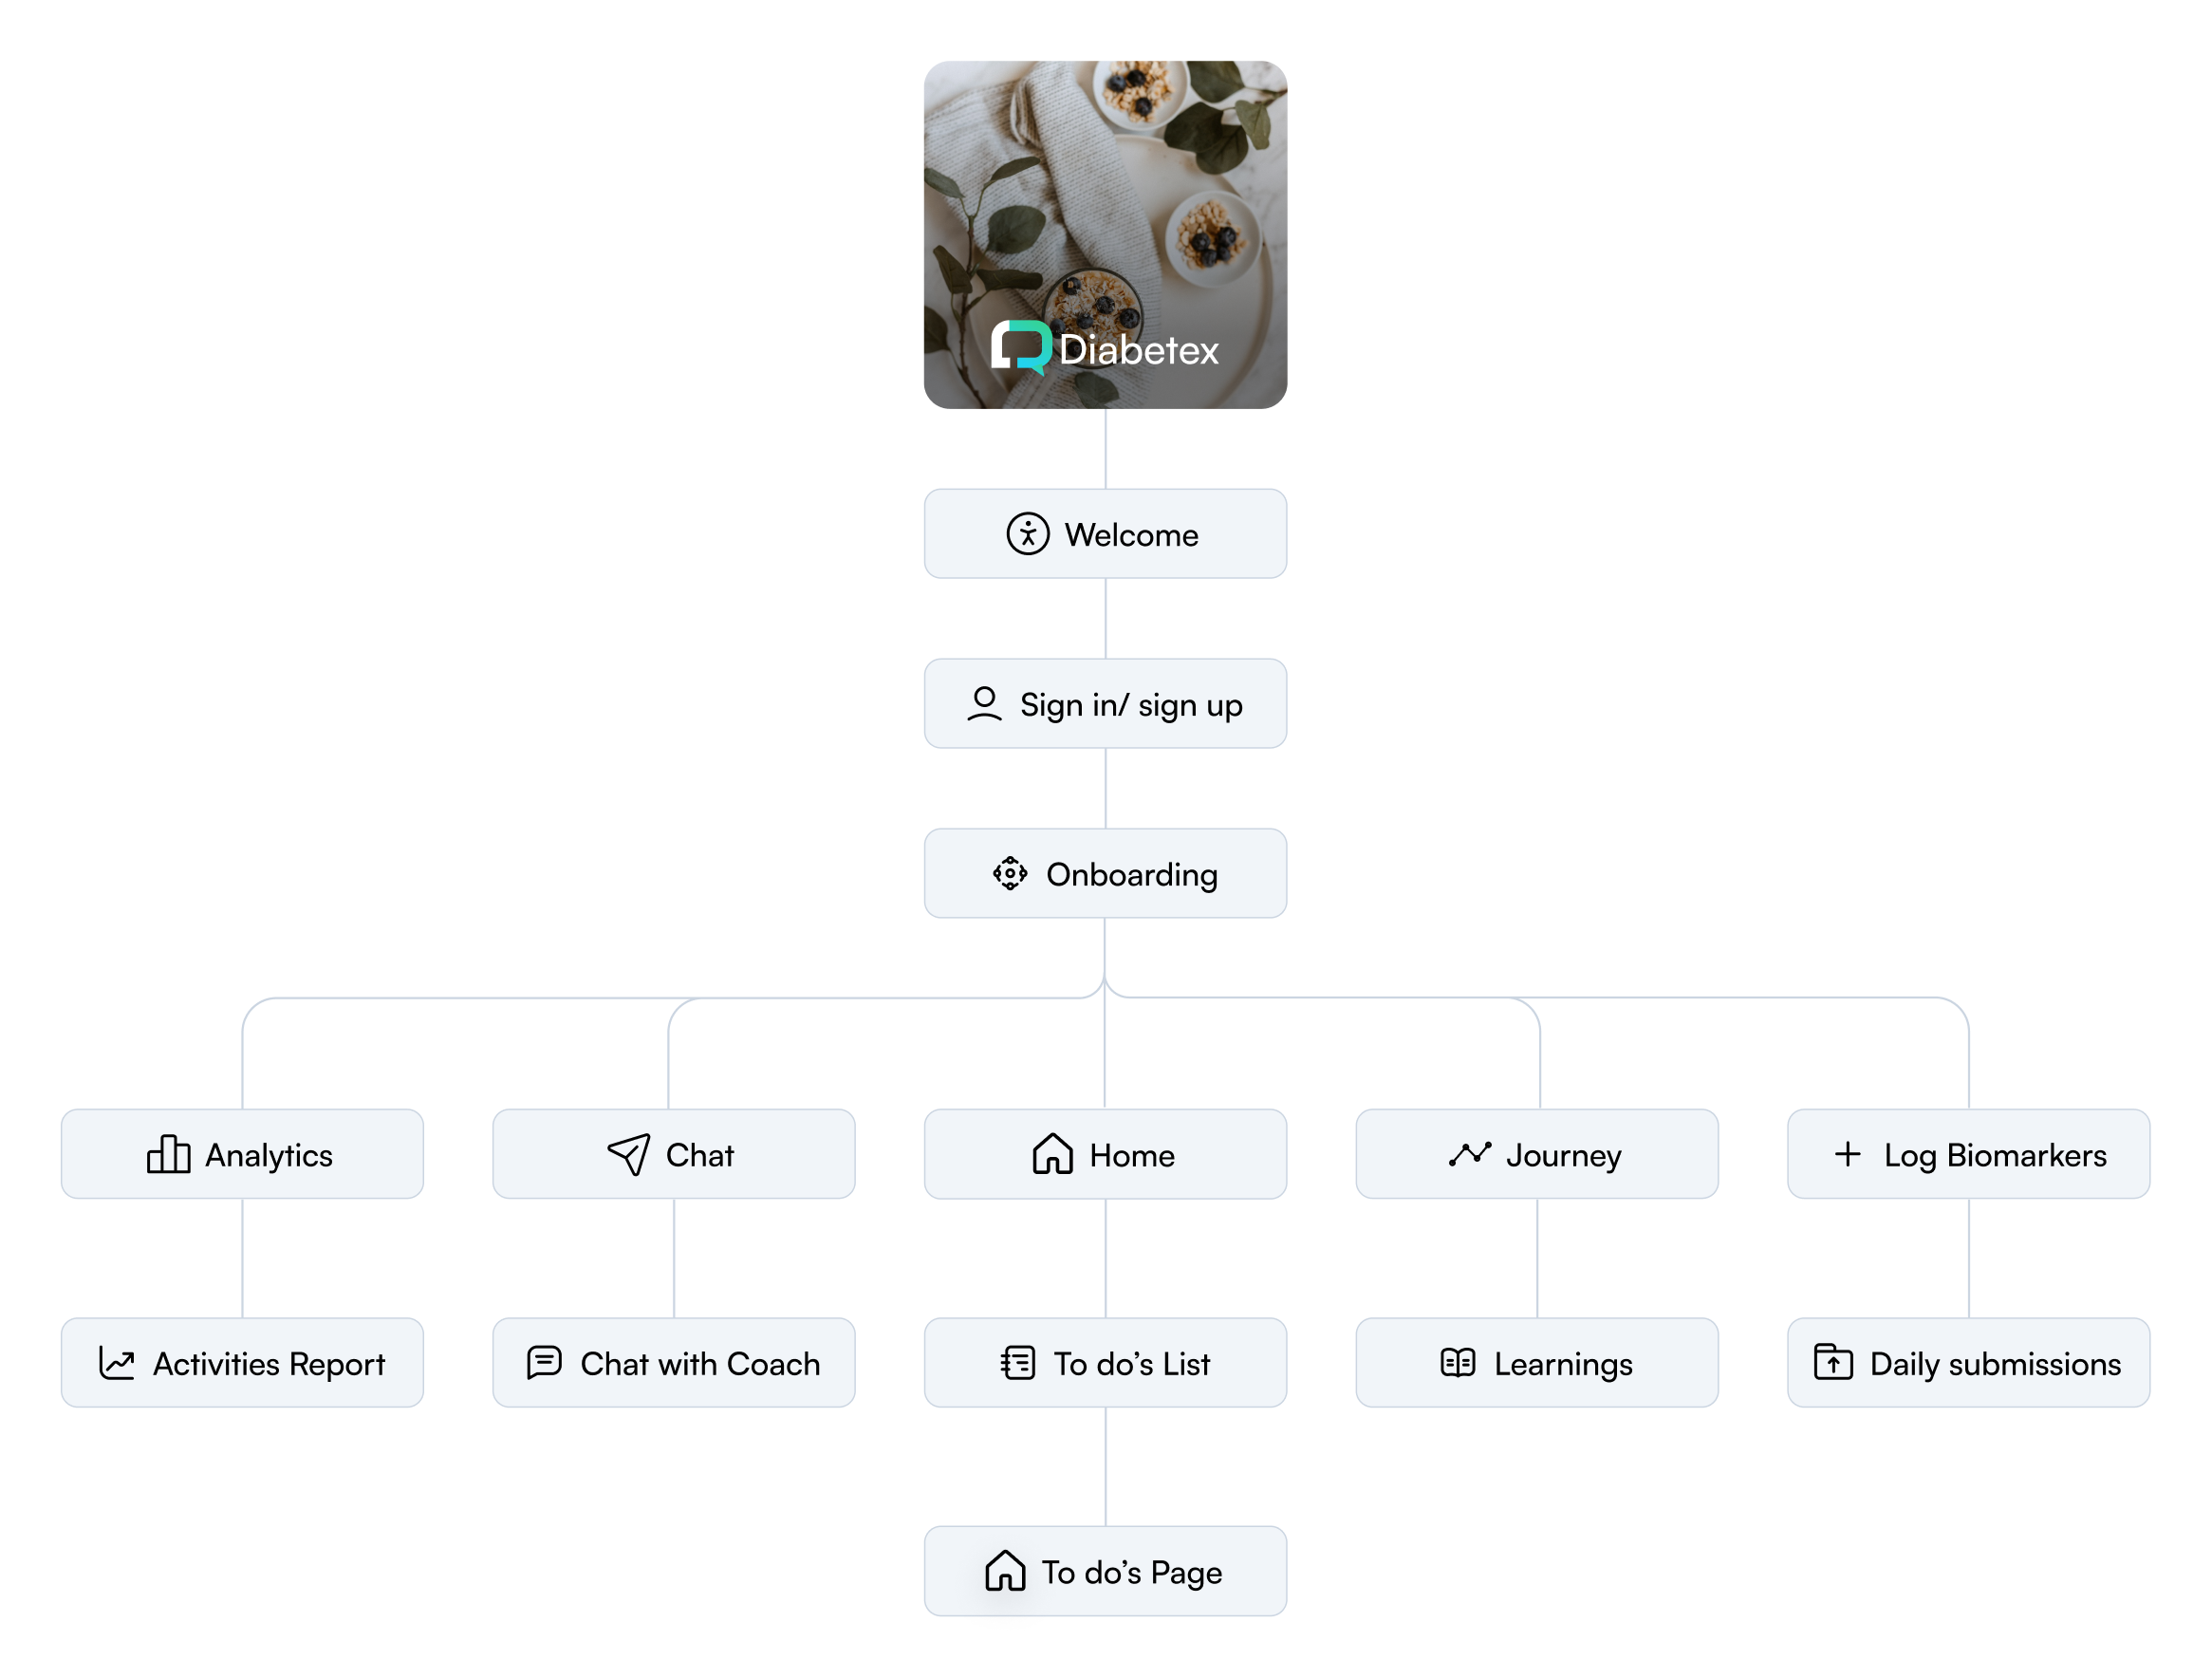 Diabetex
Welcome
Sign in/ sign up
Onboarding
Analytics
Chat
Home
Journey
Log Biomarkers
Activities Report
Chat with Coach
To do’s List
Learnings
Daily submissions
To do’s Page